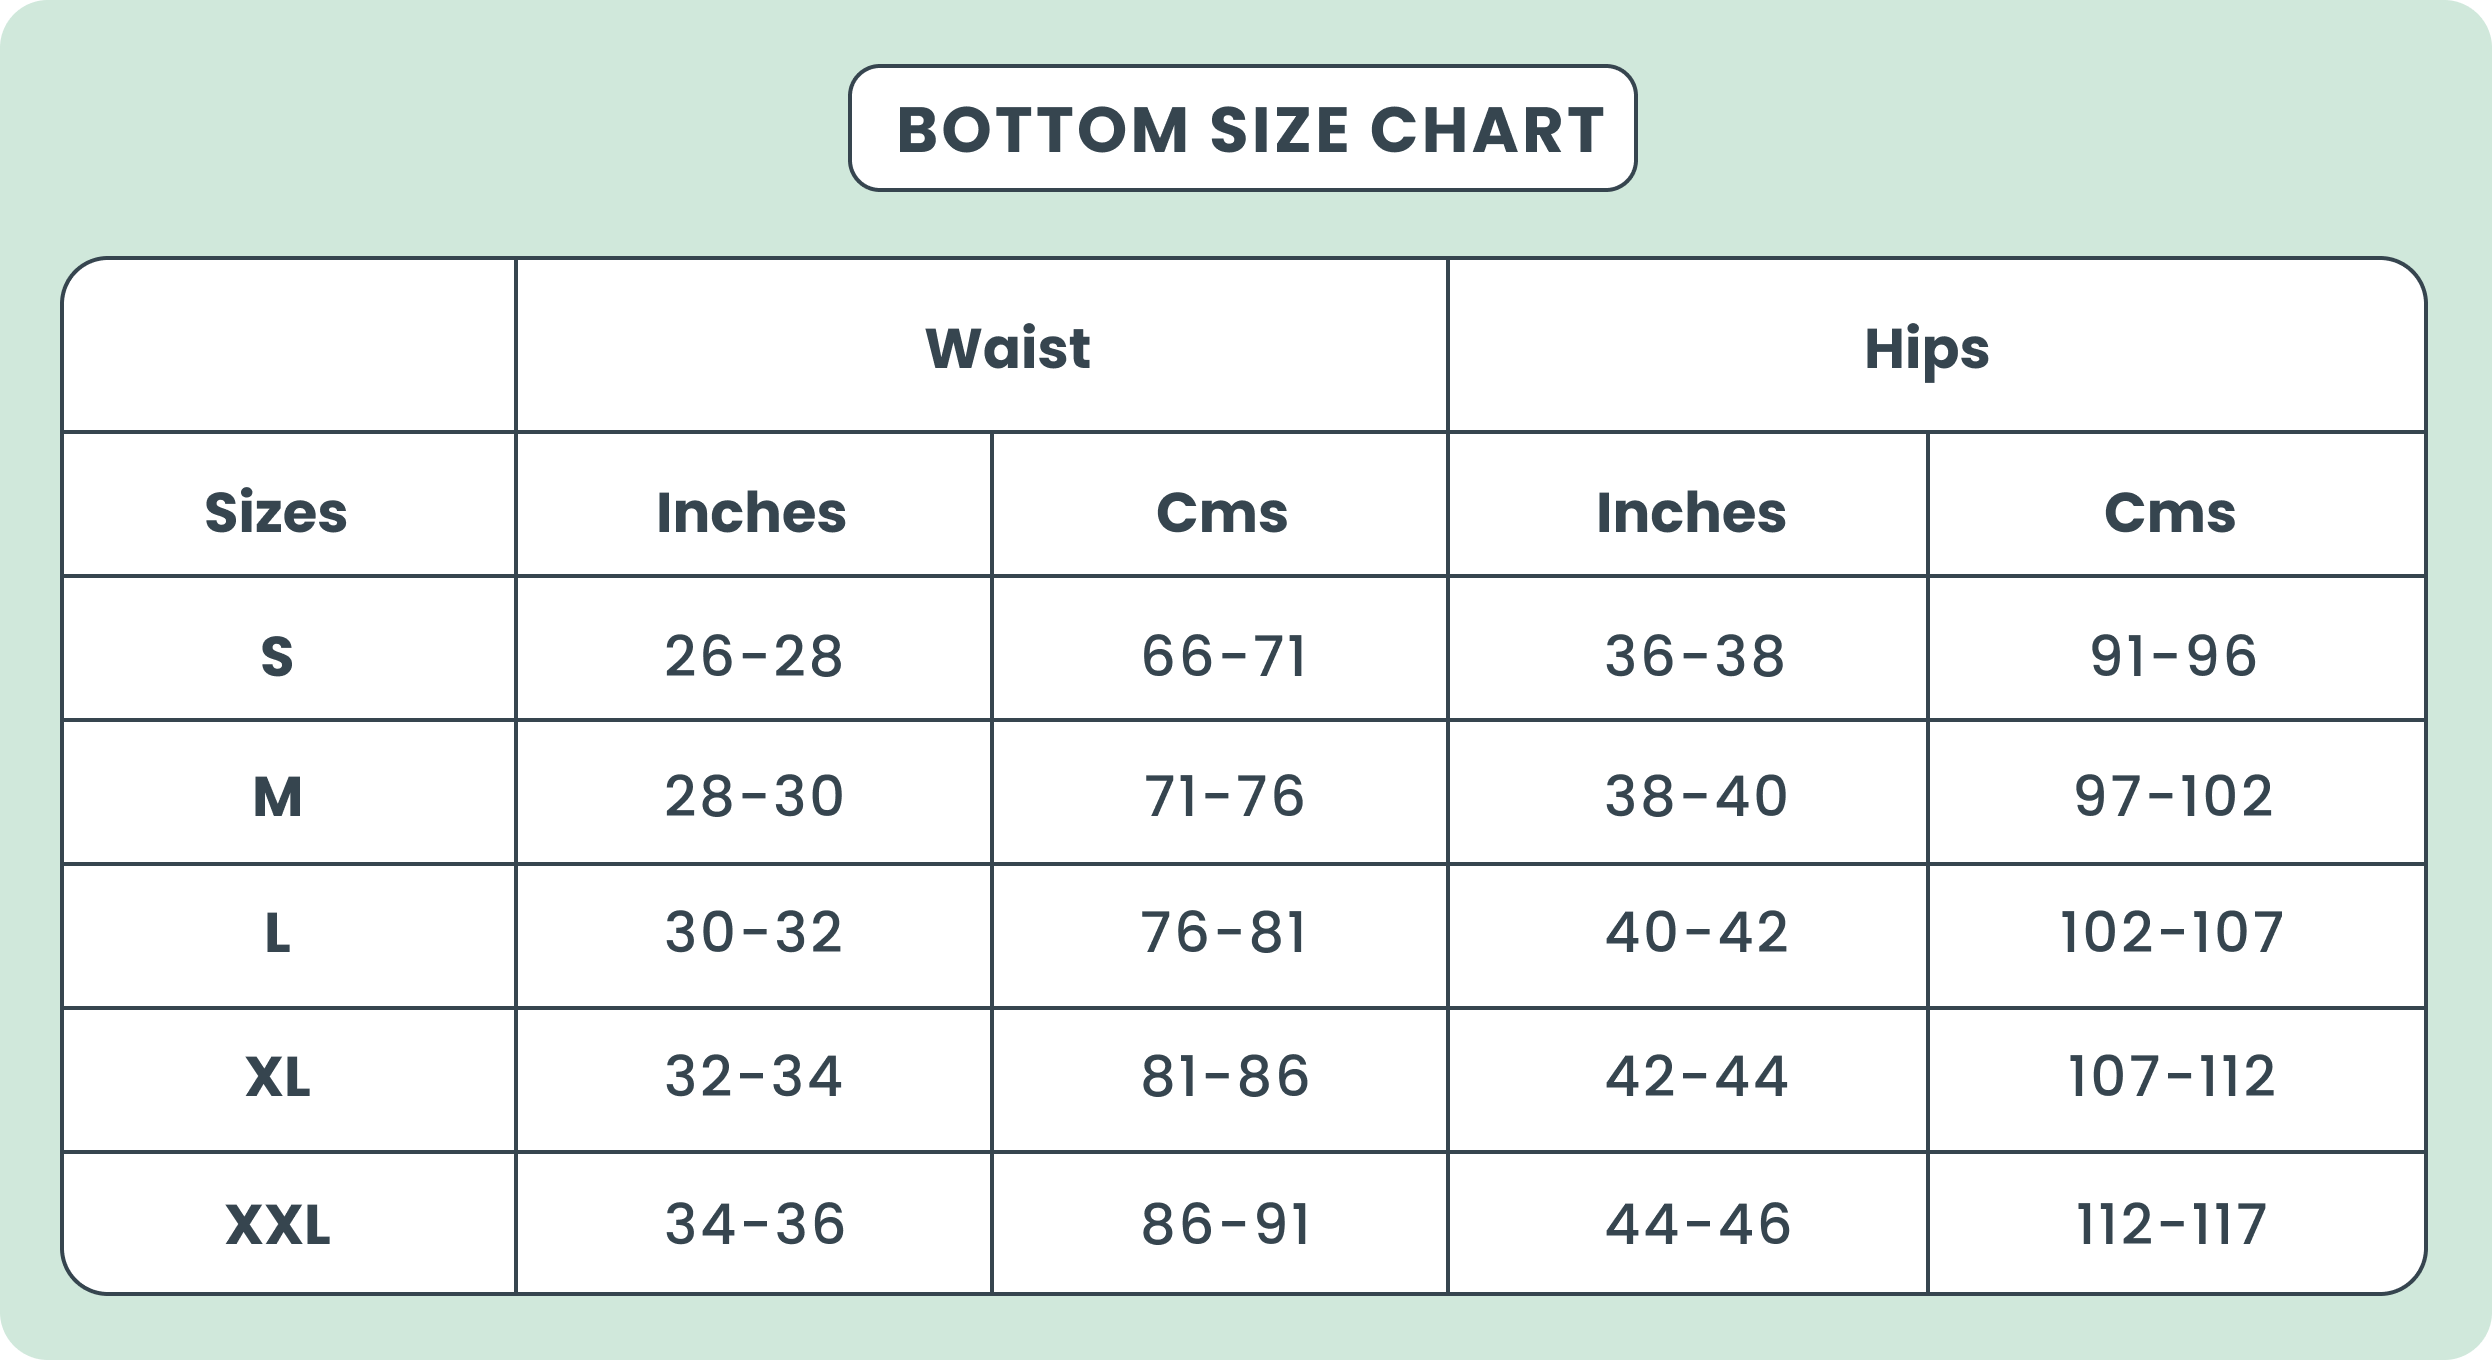 BOTTOM SIZE CHART
Waist Hips
Sizes Inches Cms Inches Cms
S 26-28 66-71 36-38 91-96
M 28-30 71-76 38-40 97-102
L 30-32 76-81 40-42 102-107
XL 32-34 81-86 42-44 107-112
XXL 34-36 86-91 44-46 112-117